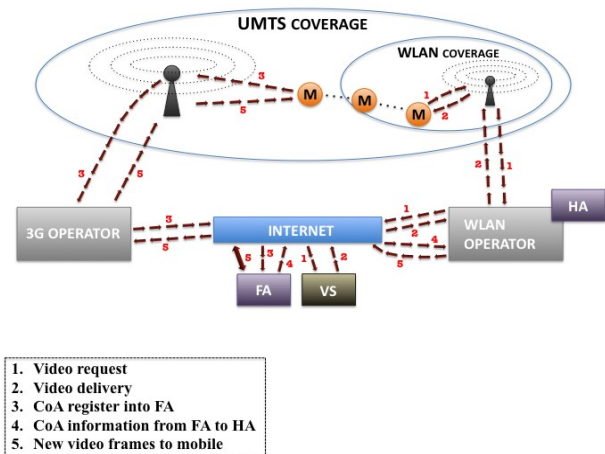 UMTS COVERAGE
WLAN COVERAGE
3
5
M
M
M
1
2
3
5
2
1
HA
3G OPERATOR
3
5
INTERNET
1
2
4
5
WLAN
OPERATOR
5
3
4
1
2
FA
VS
1. Video request
2. Video delivery
3. CoA register into FA
4. CoA information from FA to HA
5. New video frames to mobile